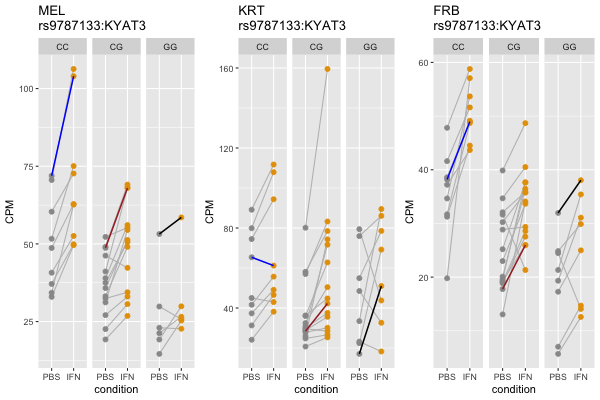 MEL
rs9787133:KYAT3
CC CG GG
CPM
100
75
50
25
PBS IFN PBS IFN PBS IFN
condition
KRT
rs9787133:KYAT3
CC CG GG
CPM
160
120
80
40
PBS IFN PBS IFN PBS IFN
condition
FRB
rs9787133:KYAT3
CC CG GG
CPM
60
40
20
PBS IFN PBS IFN PBS IFN
condition